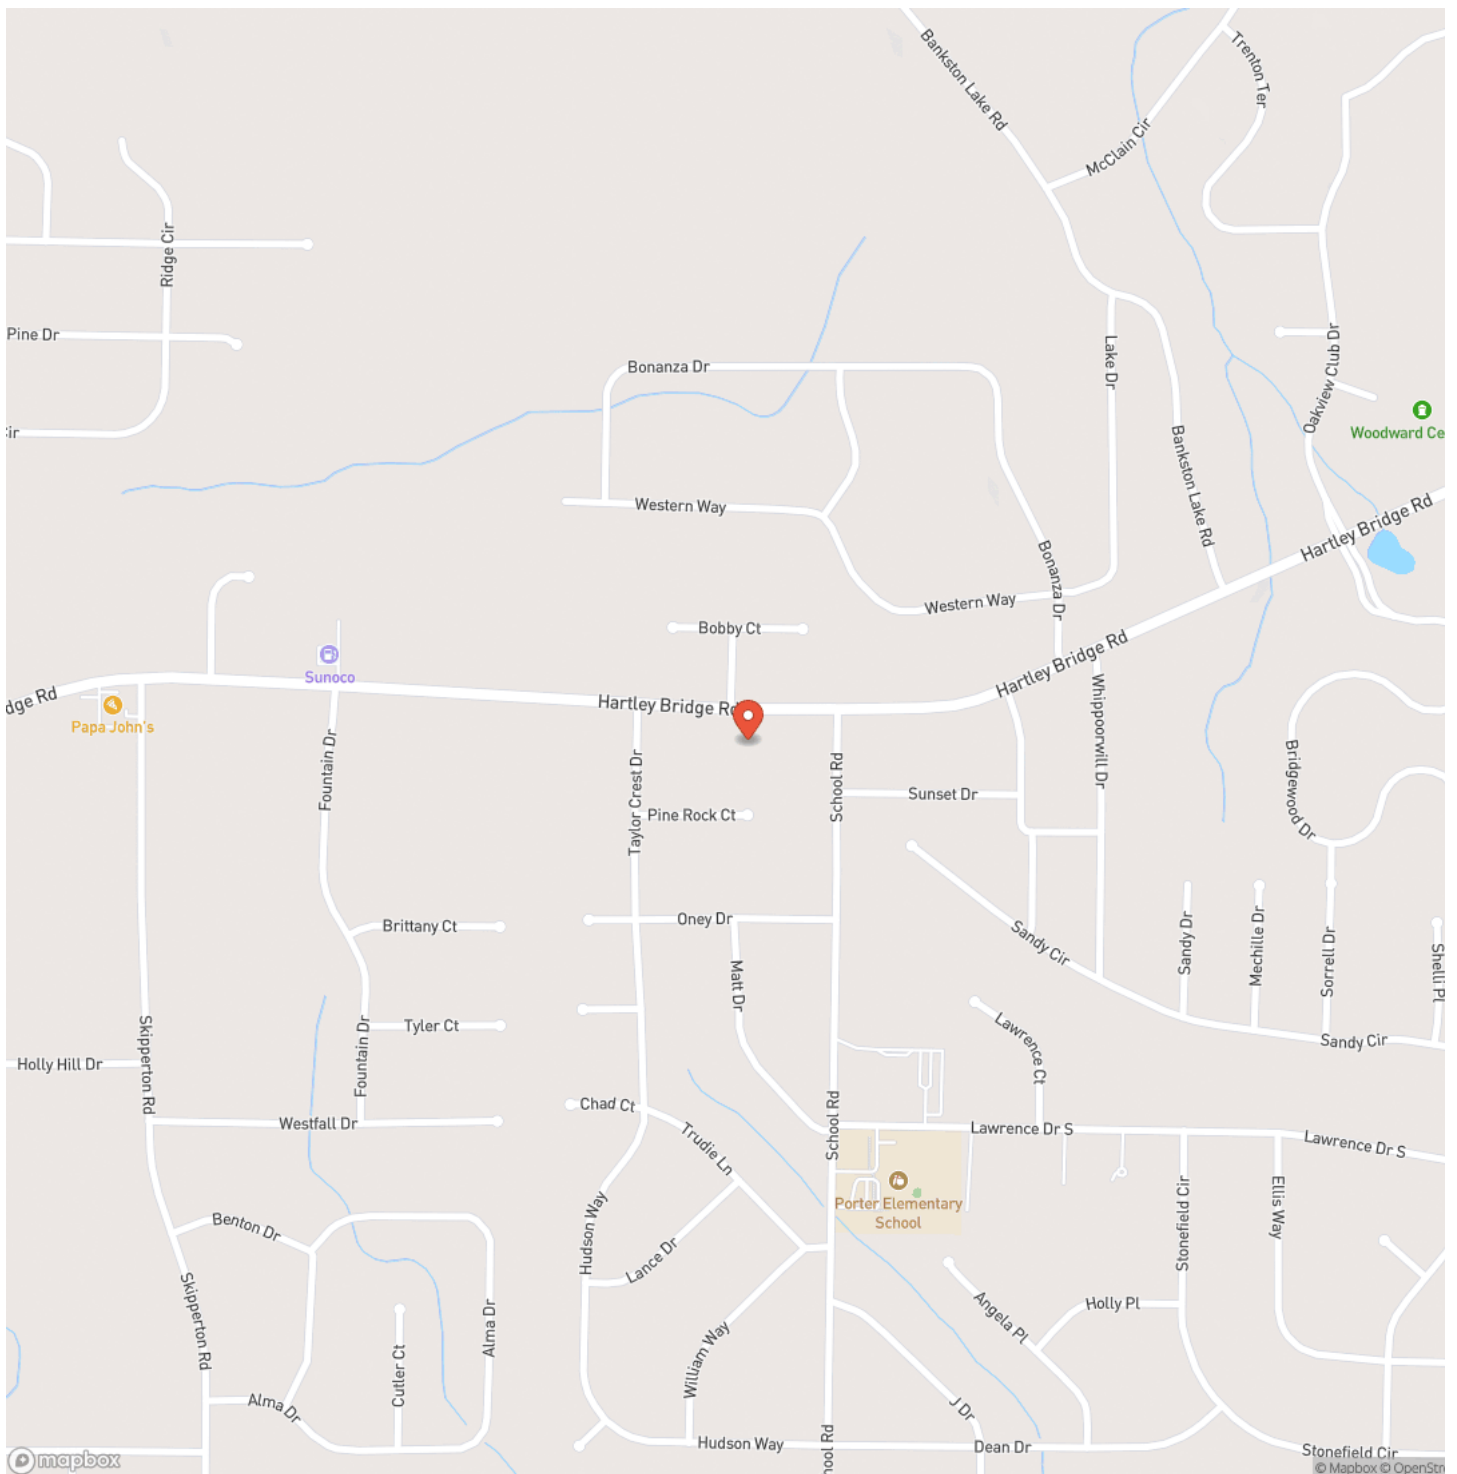 Bankston Lake Rd
Trenton Ter
McClain Cir
Ridge Cir
Pine Dr
Bonanza Dr
Lake Dr
Oakview Club Dr
Woodward Ce
ir
Bankston Lake Rd
Western Way
Hartley Bridge Rd
Bonanza Dr
Western Way
Bobby Ct
Hartley Bridge Rd
Sunoco
Whippoorwill Dr
dge Rd
Hartley Bridge Rd
Papa John's
Fountain Dr
Taylor Crest Dr
School Rd
Bridgewood Dr
Sunset Dr
Pine Rock Ct
Oney Dr
Brittany Ct
Sandy Cir
Sandy Dr
Mechille Dr
Sorrell Dr
Shelli Pl
Matt Dr
Skipperton Rd
Tyler Ct
Fountain Dr
Lawrence Ct
Sandy Cir
Holly Hill Dr
Chad Ct
School Rd
Westfall Dr
Trudie Ln
Lawrence Dr S
Lawrence Dr S
Porter Elementary
School
Benton Dr
Hudson Way
Lance Dr
Stonefield Cir
Ellis Way
Skipperton Rd
Alma Dr
Angela Pl
Holly Pl
Cutler Ct
William Way
Alma Dr
J Dr
hool Rd
Hudson Way
Dean Dr
Stonefield Cir
mapbox
© Mapbox © OpenStre